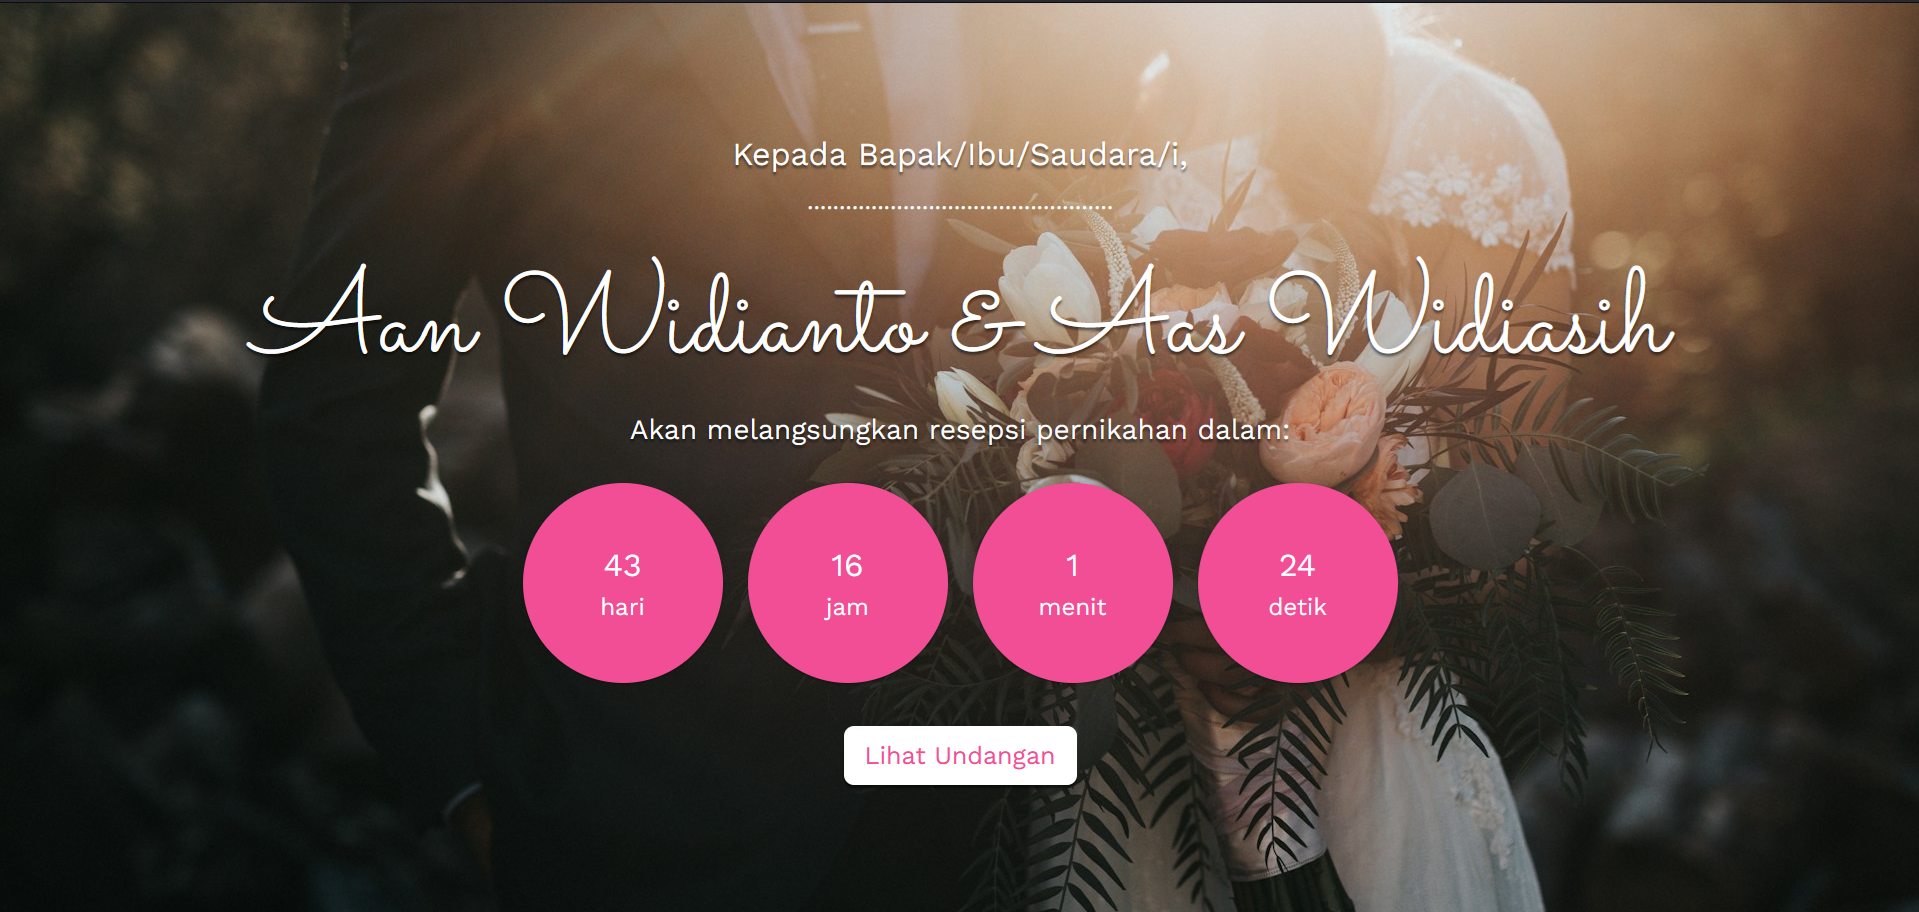 Kepada Bapak/Ibu/Saudara/i,
Aan Widianto & Aas Widiasih
Akan melangsungkan resepsi pernikahan dalam:
43 16 1 24
hari jam menit detik
Lihat Undangan